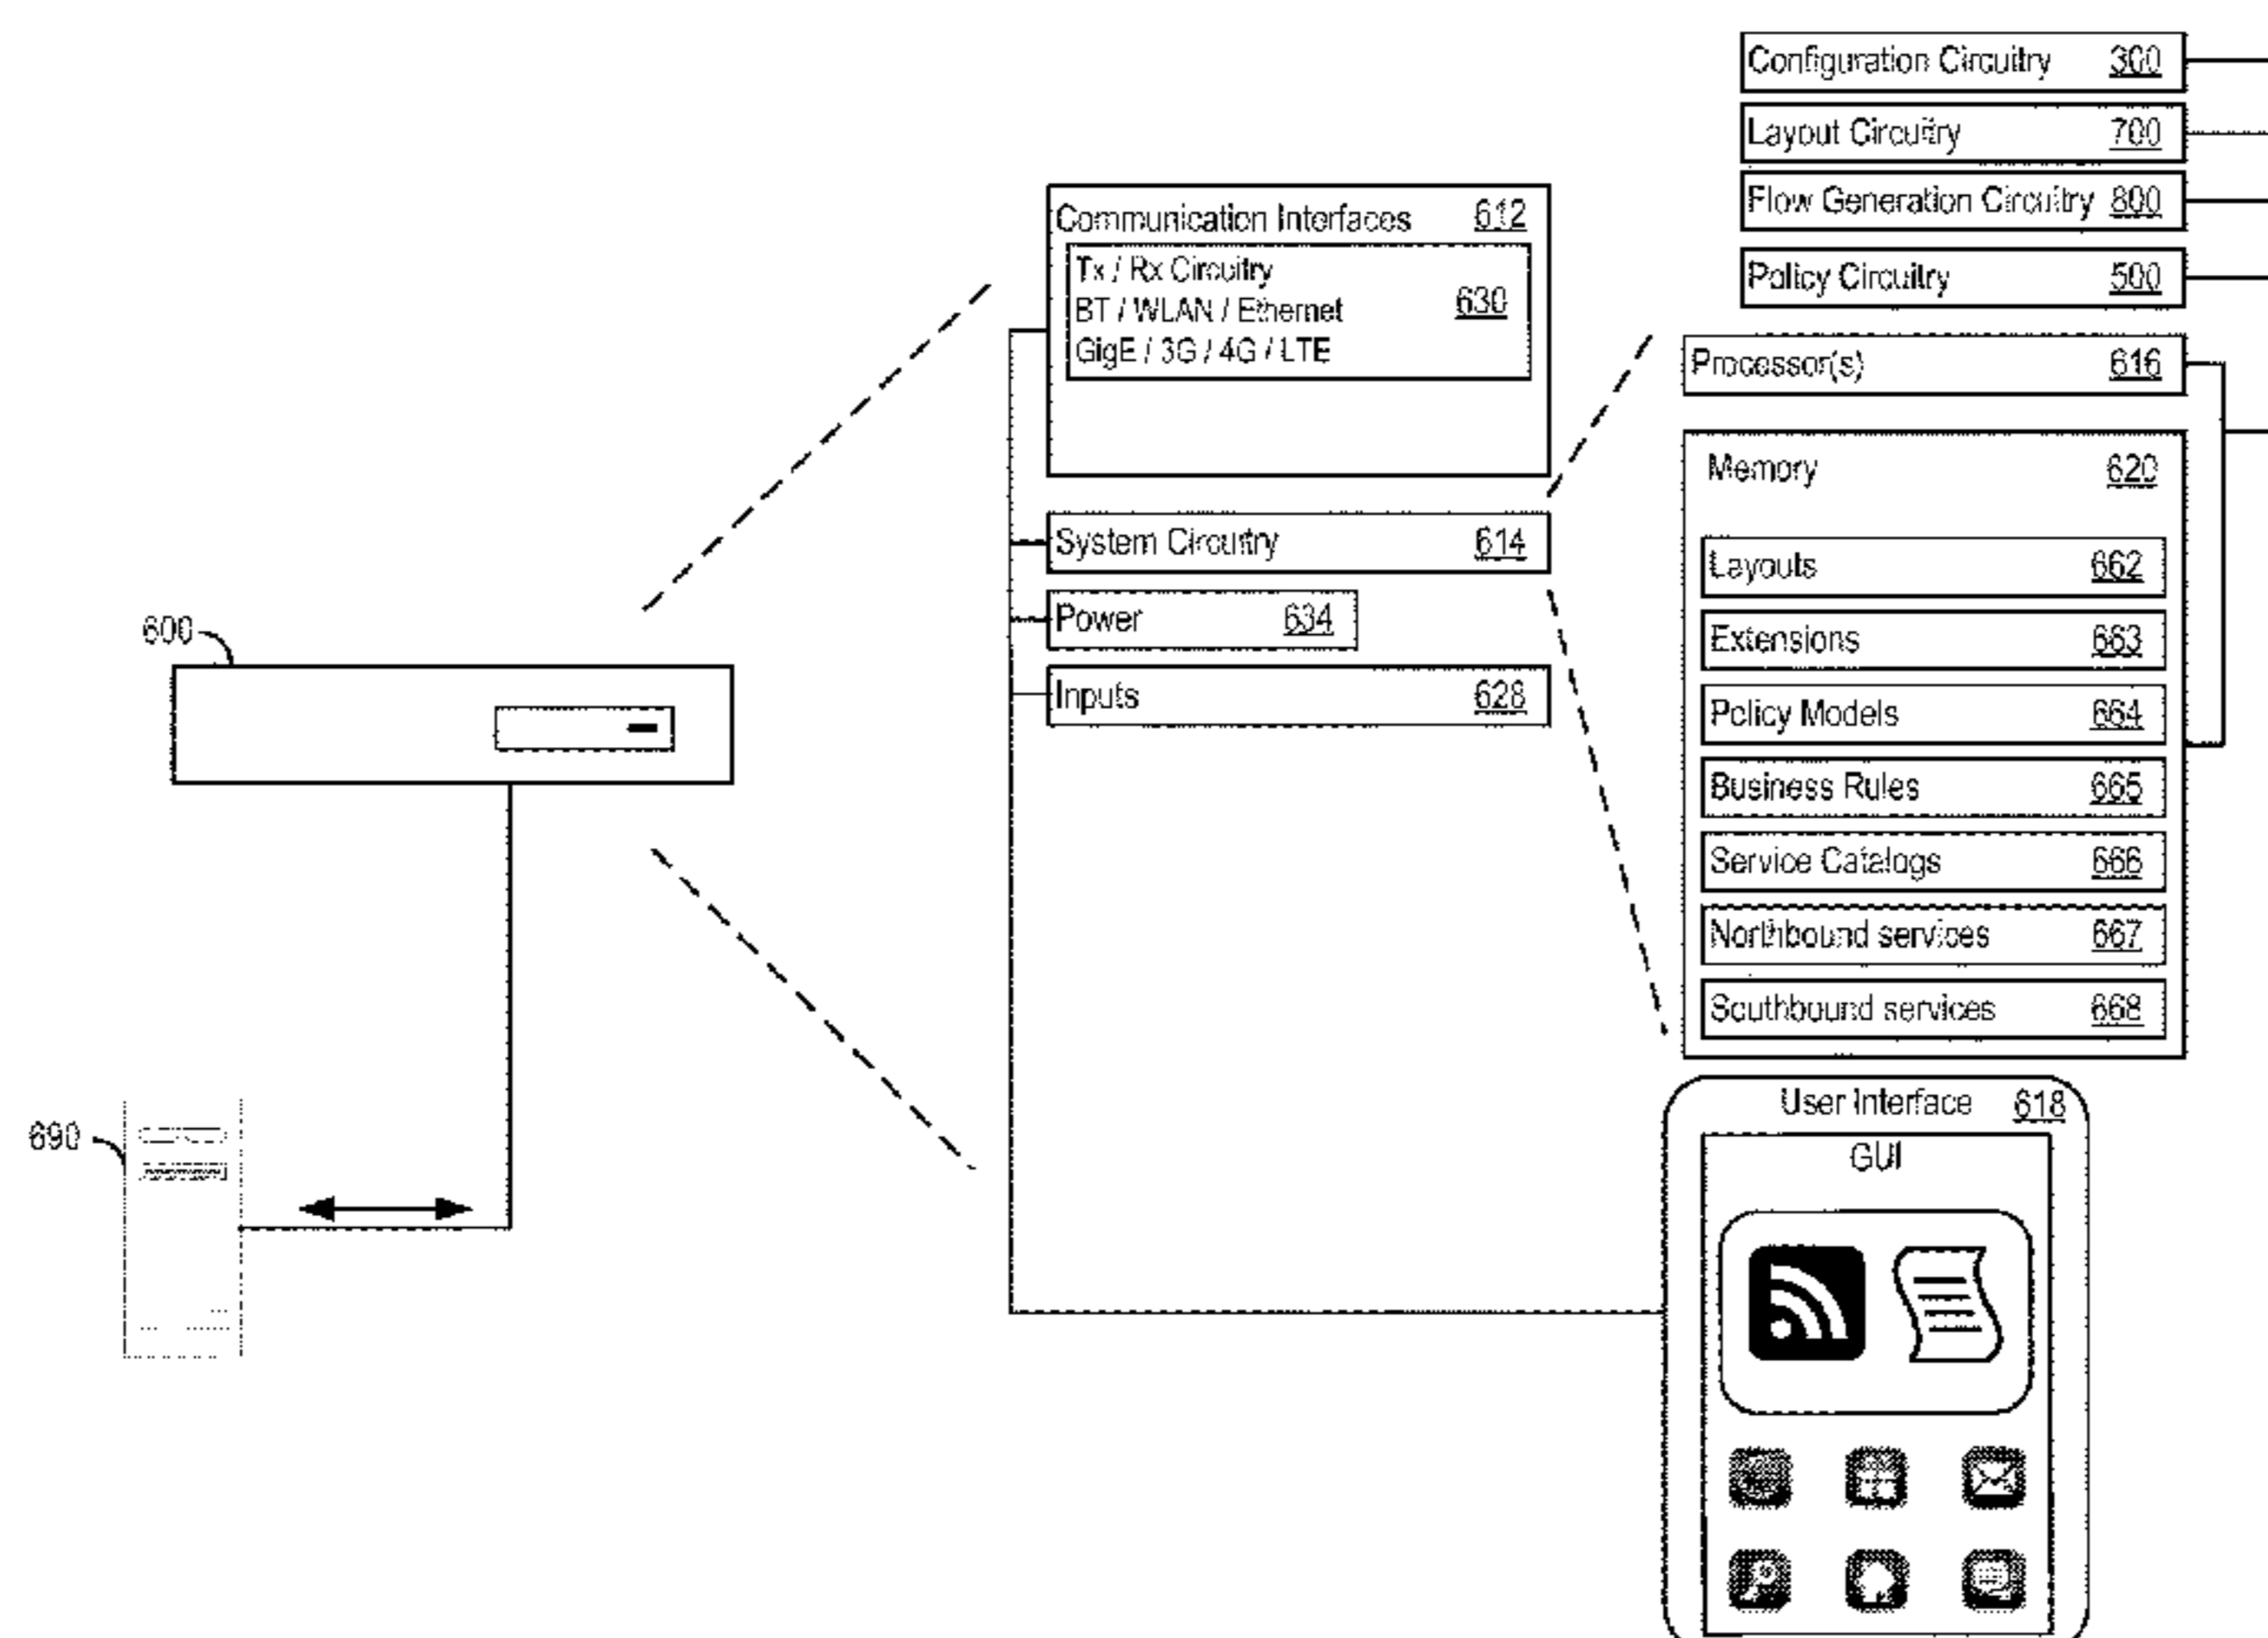 Configuration Circuitry 300
Layout Circuitry 700
Flow Generation Circuitry 800
Policy Circuitry 500
Communication Interfaces 612
Tx / Rx Circuitry
BT / WLAN / Ethernet 630
GigE / 3G / 4G / LTE
Processor(s) 616
Memory 620
System Circuitry 614
Layouts 662
Power 634
Extensions 663
600
Inputs 628
Policy Models 664
Business Rules 665
Service Catalogs 666
Northbound services 667
Southbound services 668
User Interface 618
690
GUI